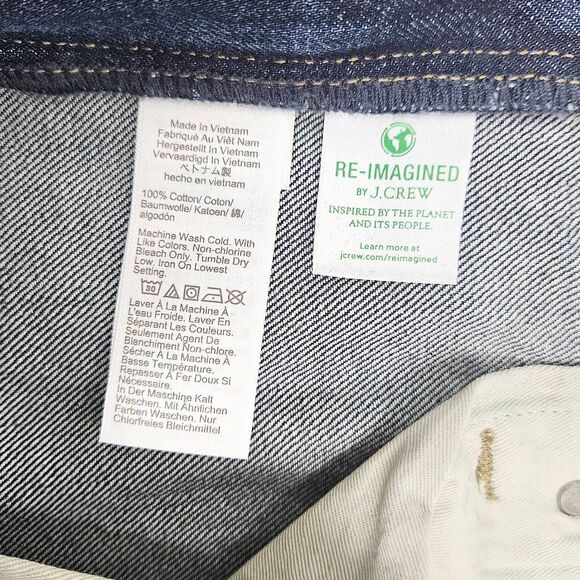 Made In Vietnam
Fabriqué Au Viêt Nam
Hergestellt In Vietnam
Vervaardigd In Vietnam
ベトナム製
hecho en vietnam
100% Cotton/ Coton/
Baumwolle/ Katoen/ 綿/
algodón
Machine Wash Cold. With
Like Colors. Non-chlorine
Bleach Only. Tumble Dry
Low. Iron On Lowest
Setting.
30
Laver À La Machine À
L'eau Froide. Laver En
Séparant Les Couleurs.
Seulement Agent De
Blanchiment Non-chlore.
Sécher À La Machine À
Basse Température.
Repasser À Fer Doux Si
Nécessaire.
In Der Maschine Kalt
Waschen. Mit Ähnlichen
Farben Waschen. Nur
Chlorfreies Bleichmittel
RE-IMAGINED
BY J.CREW
INSPIRED BY THE PLANET
AND ITS PEOPLE.
Learn more at
jcrew.com/reimagined